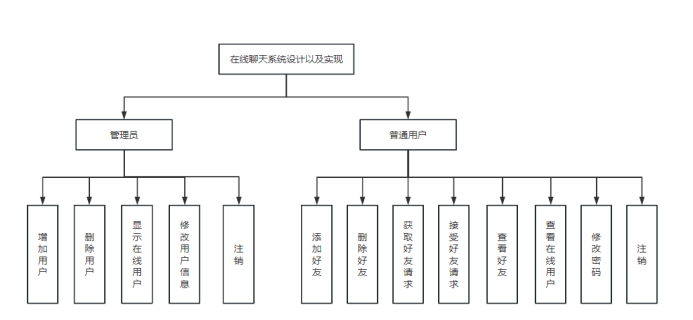 在线聊天系统设计以及实现
管理员
普通用户
增加用户
删除用户
显示在线用户
修改用户信息
注销
添加好友
删除好友
获取好友请求
接受好友请求
查看好友
查看在线用户
修改密码
注销